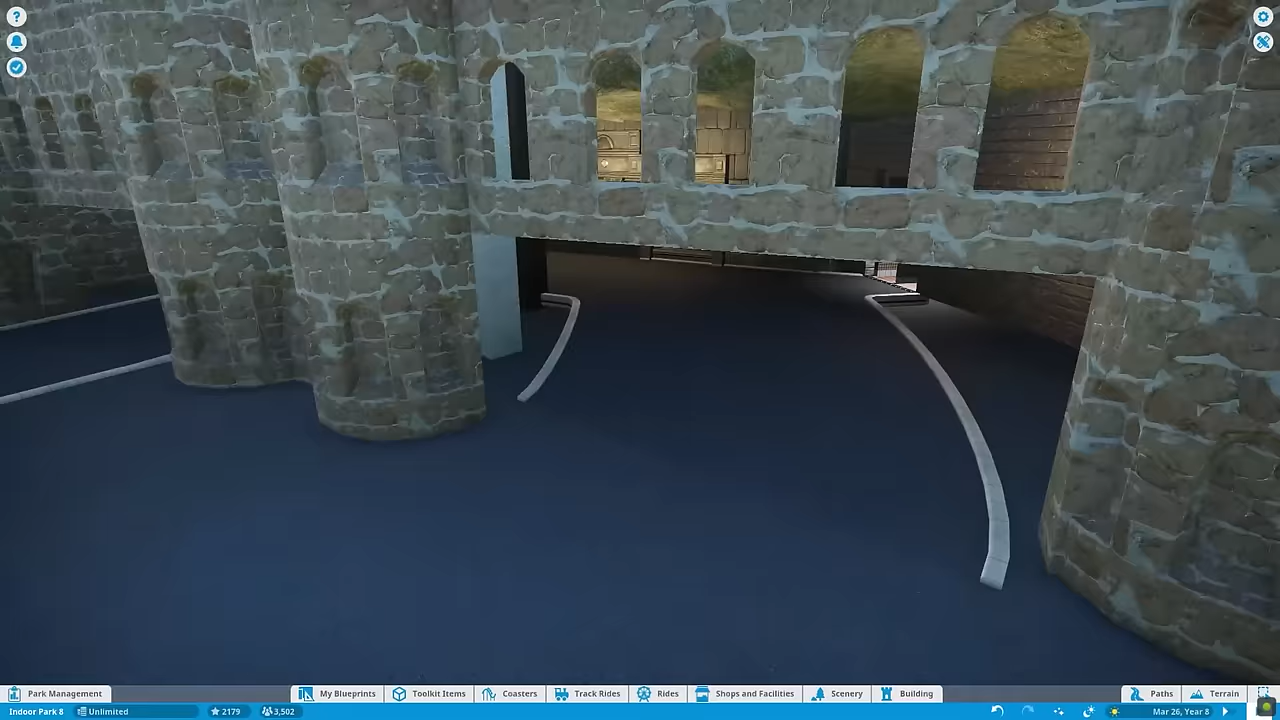 ?
Park Management
My Blueprints
Toolkit Items
Coasters
Track Rides
Rides
Shops and Facilities
Scenery
Building
Paths
Terrain
Indoor Park 8
Unlimited
2179
3,502
Mar 26, Year 8